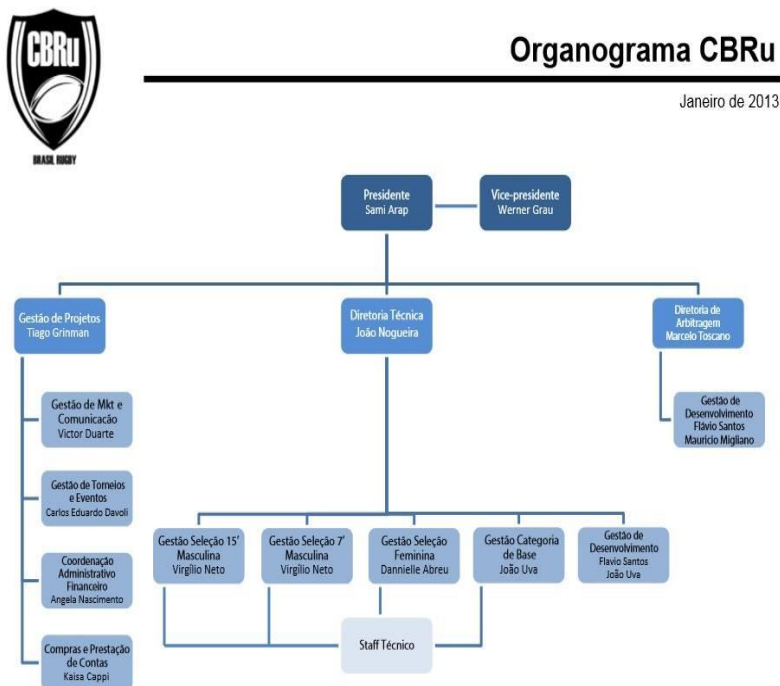 CBRu
BRASIL RUGBY
Organograma CBRu
Janeiro de 2013
Presidente
Sami Arap
Vice-presidente
Werner Grau
Gestão de Projetos
Tiago Grinman
Diretoria Técnica
João Nogueira
Diretoria de
Arbitragem
Marcelo Toscano
Gestão de Mkt e
Comunicacão
Victor Duarte
Gestão de Torneios
e Eventos
Carlos Eduardo Davoli
Coordenação
Administrativo
Financeiro
Angela Nascimento
Compras e Prestação
de Contas
Kaisa Cappi
Gestão Seleção 15'
Masculina
Virgílio Neto
Gestão Seleção 7'
Masculina
Virgílio Neto
Gestão Seleção
Feminina
Dannielle Abreu
Gestão Categoria
de Base
João Uva
Gestão de
Desenvolvimento
Flavio Santos
João Uva
Staff Técnico
Gestão de
Desenvolvimento
Flávio Santos
Mauricio Migliano